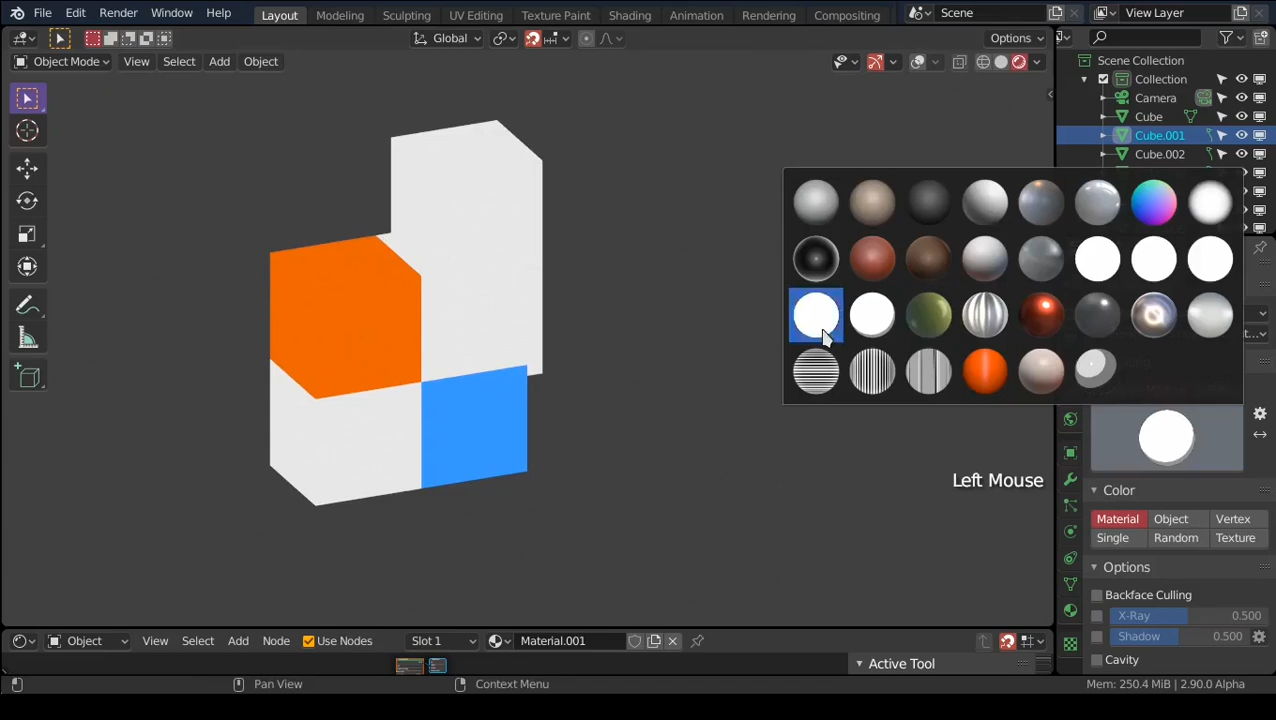 File Edit Render Window Help Layout Modeling Sculpting UV Editing Texture Paint Shading Animation Rendering Compositing Scene View Layer
Global Options
Object Mode View Select Add Object
Scene Collection
Collection
Camera
Cube
Cube.001
Cube.002
Left Mouse
Color
Material Object Vertex
Single Random Texture
Options
Backface Culling
X-Ray 0.500
Shadow 0.500
Cavity
Object View Select Add Node Use Nodes Slot 1 Material.001
Active Tool
Pan View Context Menu Mem: 250.4 MiB | 2.90.0 Alpha